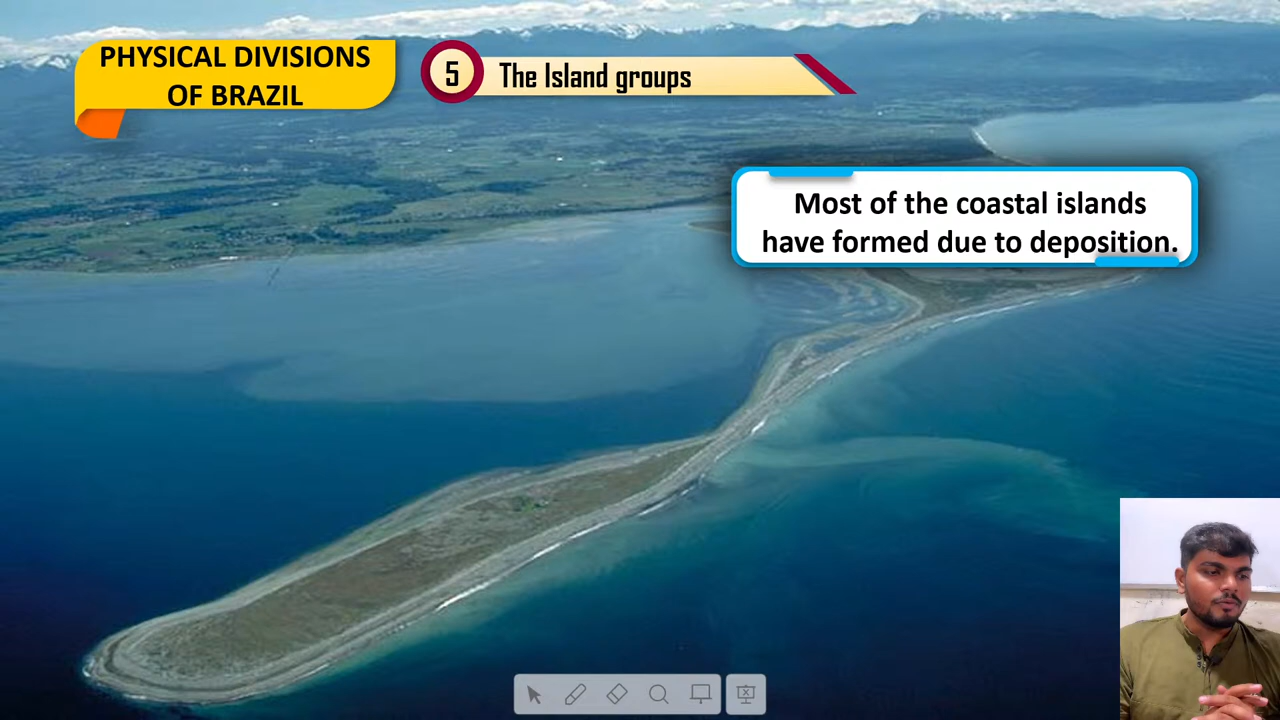 PHYSICAL DIVISIONS
OF BRAZIL
5 The Island groups
Most of the coastal islands
have formed due to deposition.